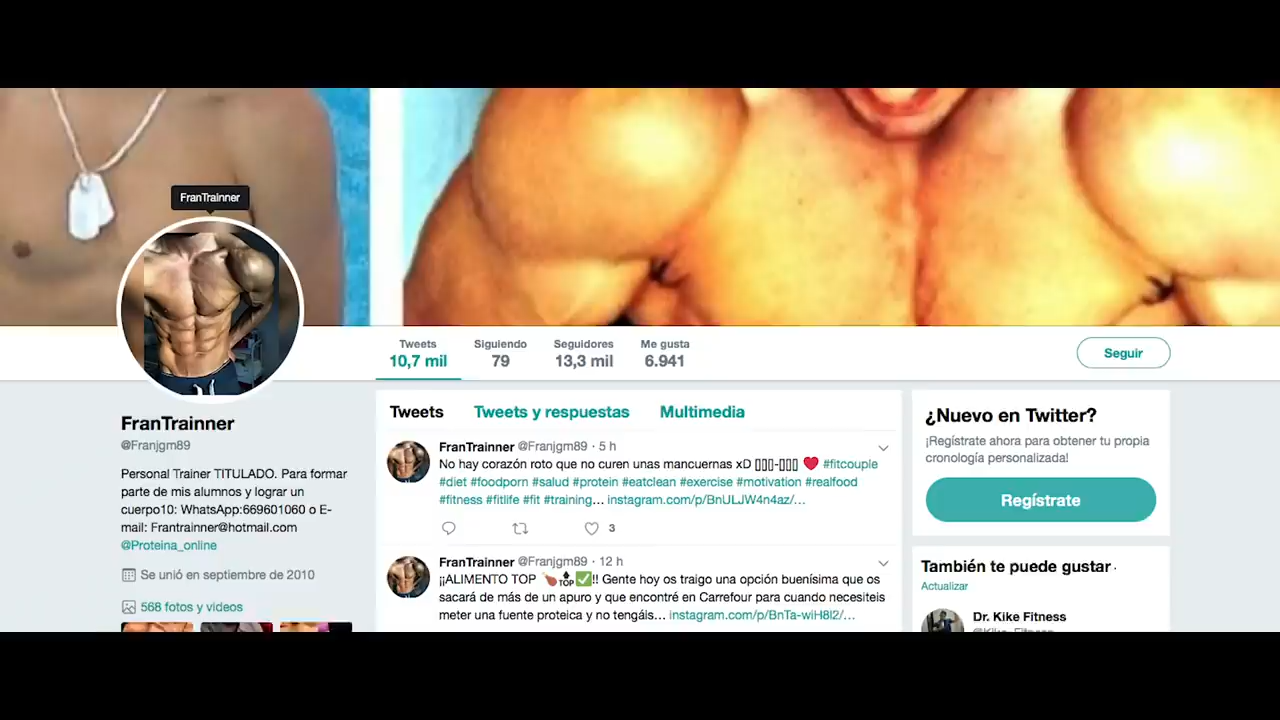 FranTrainner
Tweets
10,7 mil
Siguiendo
79
Seguidores
13,3 mil
Me gusta
6.941
Seguir
FranTrainner
@Franjgm89
Personal Trainer TITULADO. Para formar
parte de mis alumnos y lograr un
cuerpo10: WhatsApp:669601060 o E-
mail: Frantrainner@hotmail.com
@Proteina_online
Se unió en septiembre de 2010
568 fotos y videos
Tweets
Tweets y respuestas
Multimedia
FranTrainner @Franjgm89 · 5 h
No hay corazón roto que no curen unas mancuernas xD ▯▯▯-▯▯▯ ❤️ #fitcouple
#diet #foodporn #salud #protein #eatclean #exercise #motivation #realfood
#fitness #fitlife #fit #training… instagram.com/p/BnULJW4n4az/…
3
FranTrainner @Franjgm89 · 12 h
¡¡ALIMENTO TOP 🍗🔝✅!! Gente hoy os traigo una opción buenísima que os
sacará de más de un apuro y que encontré en Carrefour para cuando necesiteis
meter una fuente proteica y no tengáis… instagram.com/p/BnTa-wiH8l2/…
¿Nuevo en Twitter?
¡Regístrate ahora para obtener tu propia
cronología personalizada!
Regístrate
También te puede gustar ·
Actualizar
Dr. Kike Fitness